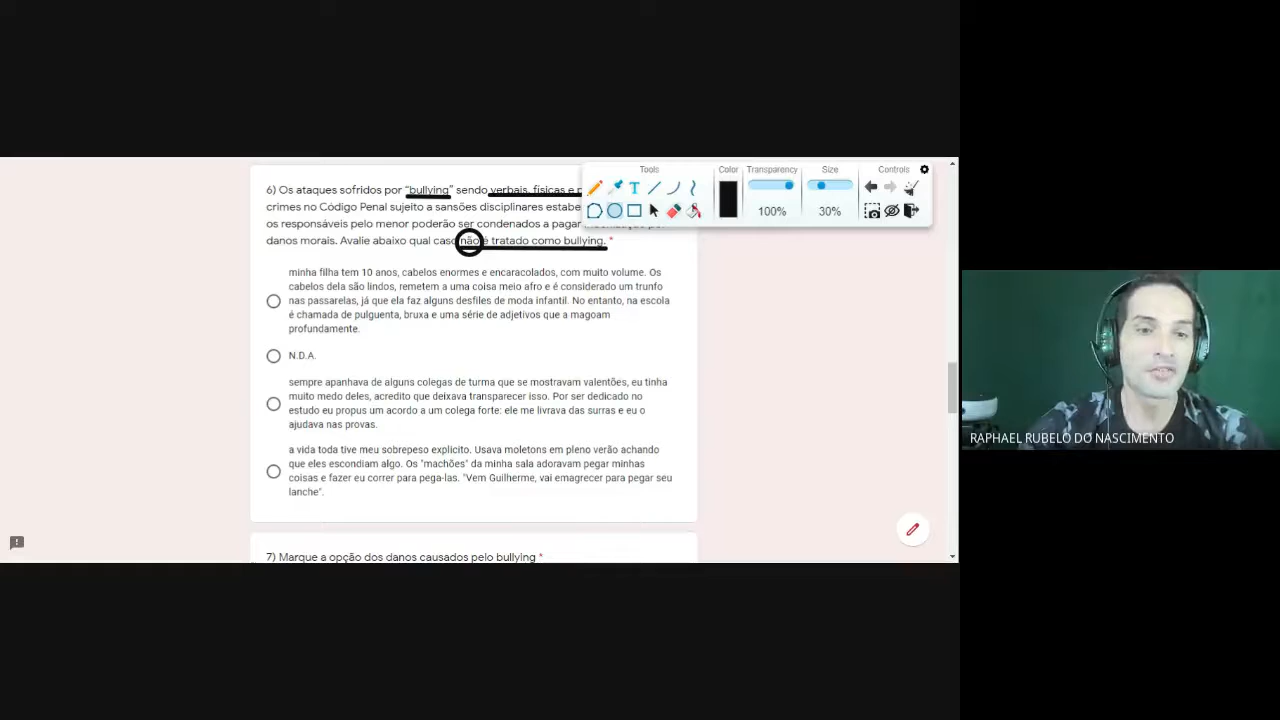 Tools
Color
Transparency
Size
Controls
100%
30%
6) Os ataques sofridos por "bullying" sendo verbais, físicas e
crimes no Código Penal sujeito a sansões disciplinares estabe
os responsáveis pelo menor poderão ser condenados a pagar
danos morais. Avalie abaixo qual caso não é tratado como bullying. *
minha filha tem 10 anos, cabelos enormes e encaracolados, com muito volume. Os
cabelos dela são lindos, remetem a uma coisa meio afro e é considerado um trunfo
nas passarelas, já que ela faz alguns desfiles de moda infantil. No entanto, na escola
é chamada de pulguenta, bruxa e uma série de adjetivos que a magoam
profundamente.
N.D.A.
sempre apanhava de alguns colegas de turma que se mostravam valentões, eu tinha
muito medo deles, acredito que deixava transparecer isso. Por ser dedicado no
estudo eu propus um acordo a um colega forte: ele me livrava das surras e eu o
ajudava nas provas.
a vida toda tive meu sobrepeso explicito. Usava moletons em pleno verão achando
que eles escondiam algo. Os "machões" da minha sala adoravam pegar minhas
coisas e fazer eu correr para pega-las. "Vem Guilherme, vai emagrecer para pegar seu
lanche".
7) Marque a opção dos danos causados pelo bullying *
RAPHAEL RUBELO DO NASCIMENTO